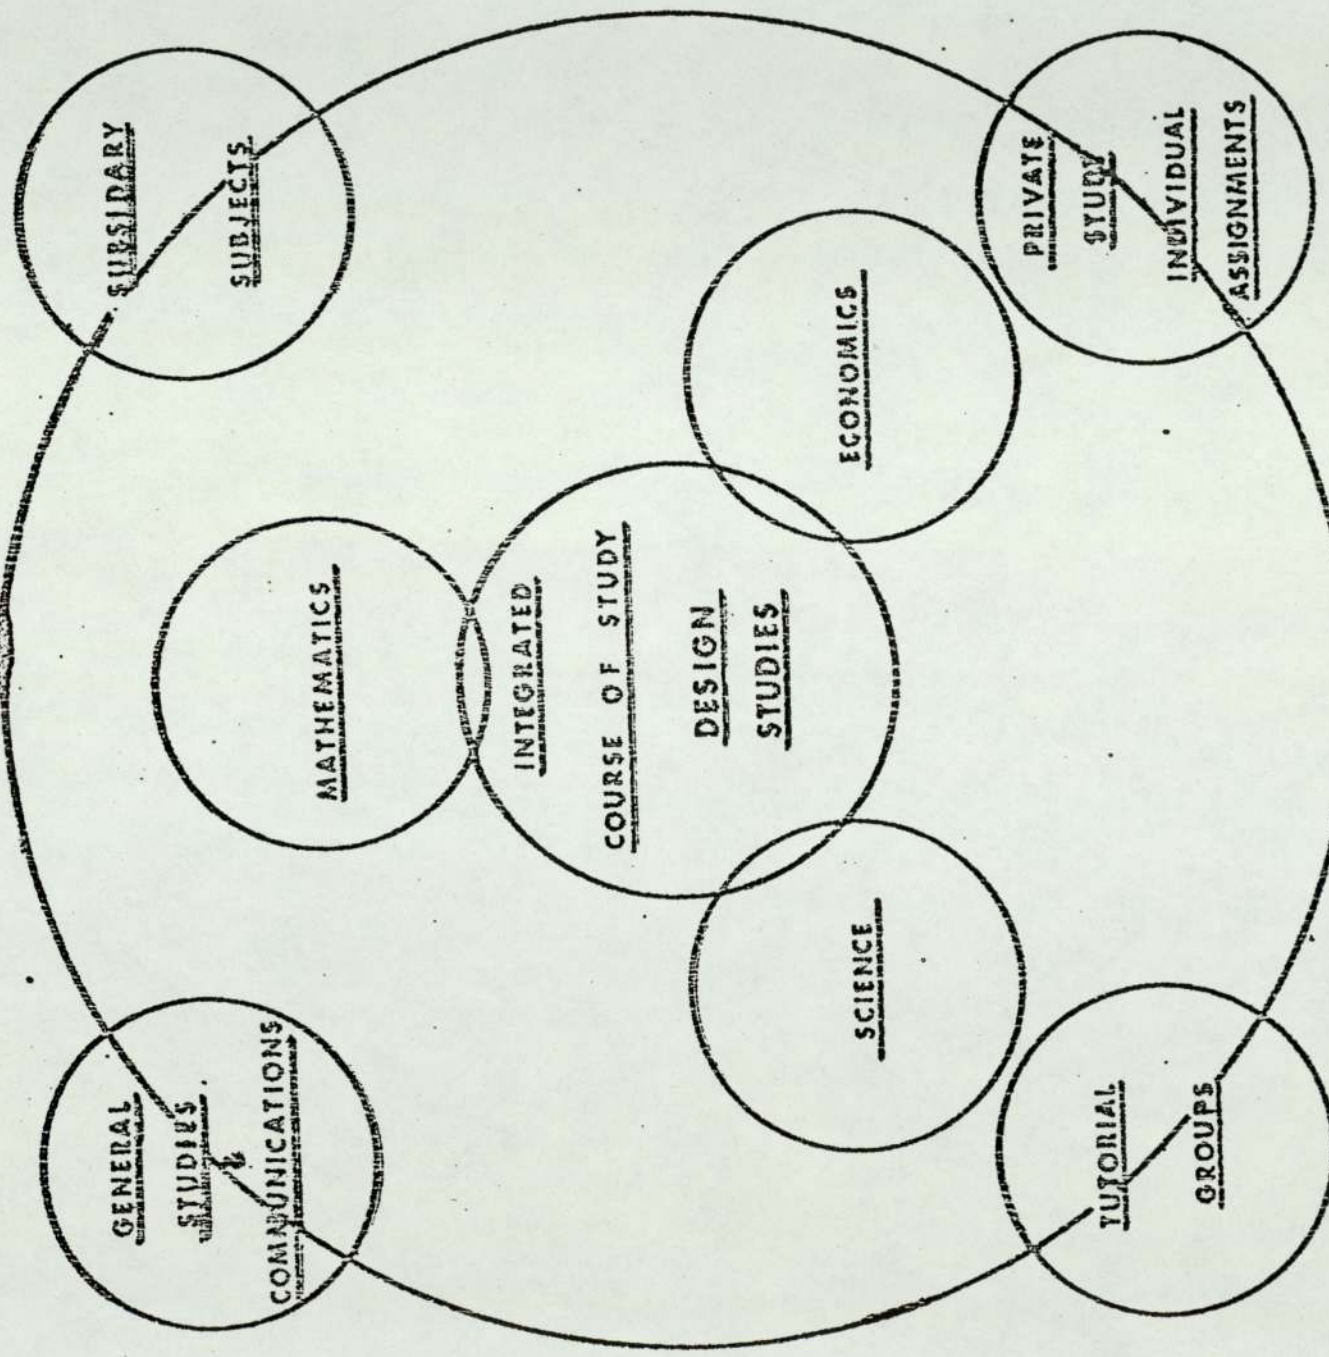 GENERAL
STUDIES
&
COMMUNICATIONS
SUBSIDARY
SUBJECTS
MATHEMATICS
INTEGRATED
COURSE OF STUDY
DESIGN
STUDIES
SCIENCE
ECONOMICS
TUTORIAL
GROUPS
PRIVATE
STUDY
INDIVIDUAL
ASSIGNMENTS